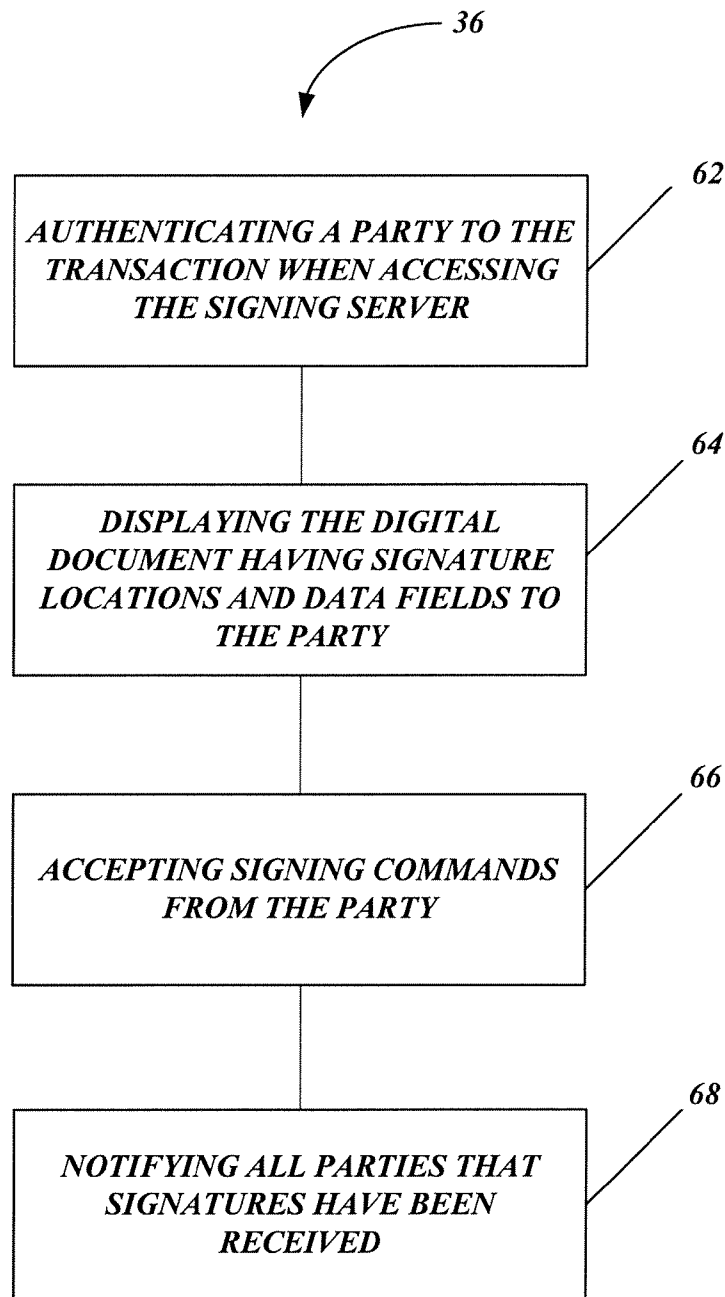 36
62
AUTHENTICATING A PARTY TO THE
TRANSACTION WHEN ACCESSING
THE SIGNING SERVER
64
DISPLAYING THE DIGITAL
DOCUMENT HAVING SIGNATURE
LOCATIONS AND DATA FIELDS TO
THE PARTY
66
ACCEPTING SIGNING COMMANDS
FROM THE PARTY
68
NOTIFYING ALL PARTIES THAT
SIGNATURES HAVE BEEN
RECEIVED